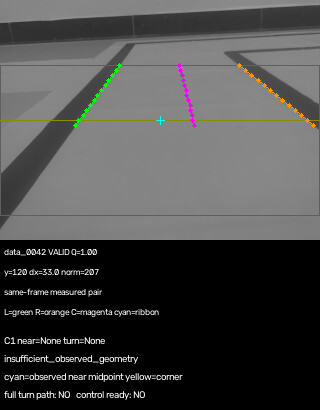 data_0042 VALID Q=1.00
y=120 dx=33.0 norm=207
same-frame measured pair
L=green R=orange C=magenta cyan=ribbon
C1 near=None turn=None
insufficient_observed_geometry
cyan=observed near midpoint yellow=corner
full turn path: NO control ready: NO